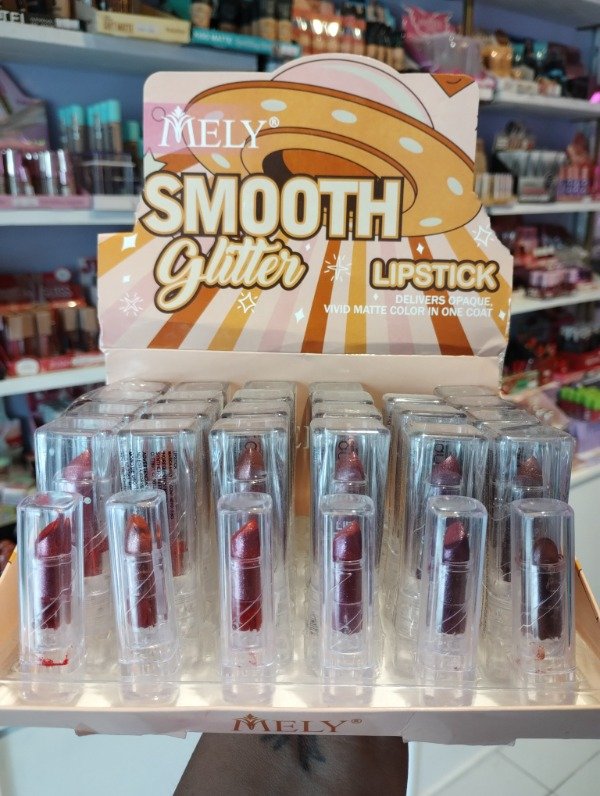 MELY®
SMOOTH
Glitter
LIPSTICK
DELIVERS OPAQUE,
VIVID MATTE COLOR IN ONE COAT
MELY®